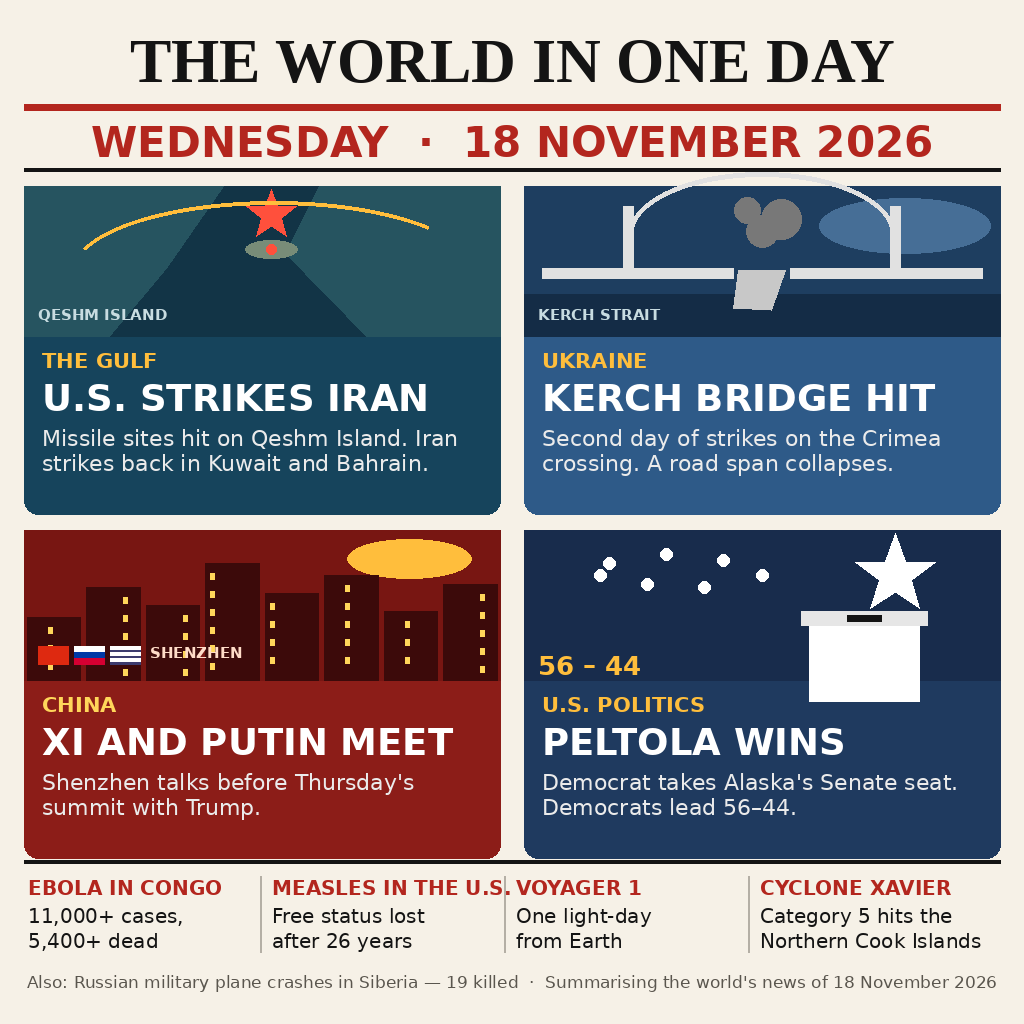 THE WORLD IN ONE DAY
WEDNESDAY · 18 NOVEMBER 2026
QESHM ISLAND
THE GULF
U.S. STRIKES IRAN
Missile sites hit on Qeshm Island. Iran
strikes back in Kuwait and Bahrain.
KERCH STRAIT
UKRAINE
KERCH BRIDGE HIT
Second day of strikes on the Crimea
crossing. A road span collapses.
SHENZHEN
CHINA
XI AND PUTIN MEET
Shenzhen talks before Thursday's
summit with Trump.
56 – 44
U.S. POLITICS
PELTOLA WINS
Democrat takes Alaska's Senate seat.
Democrats lead 56–44.
EBOLA IN CONGO
11,000+ cases,
5,400+ dead
MEASLES IN THE U.S.
Free status lost
after 26 years
VOYAGER 1
One light-day
from Earth
CYCLONE XAVIER
Category 5 hits the
Northern Cook Islands
Also: Russian military plane crashes in Siberia — 19 killed · Summarising the world's news of 18 November 2026